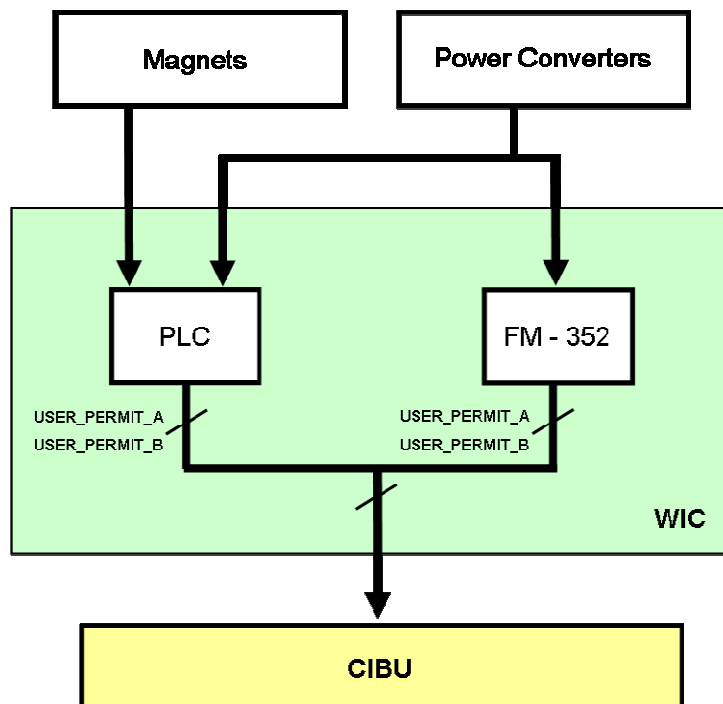 Magnets
Power Converters
PLC
FM - 352
USER_PERMIT_A
USER_PERMIT_B
USER_PERMIT_A
USER_PERMIT_B
WIC
CIBU